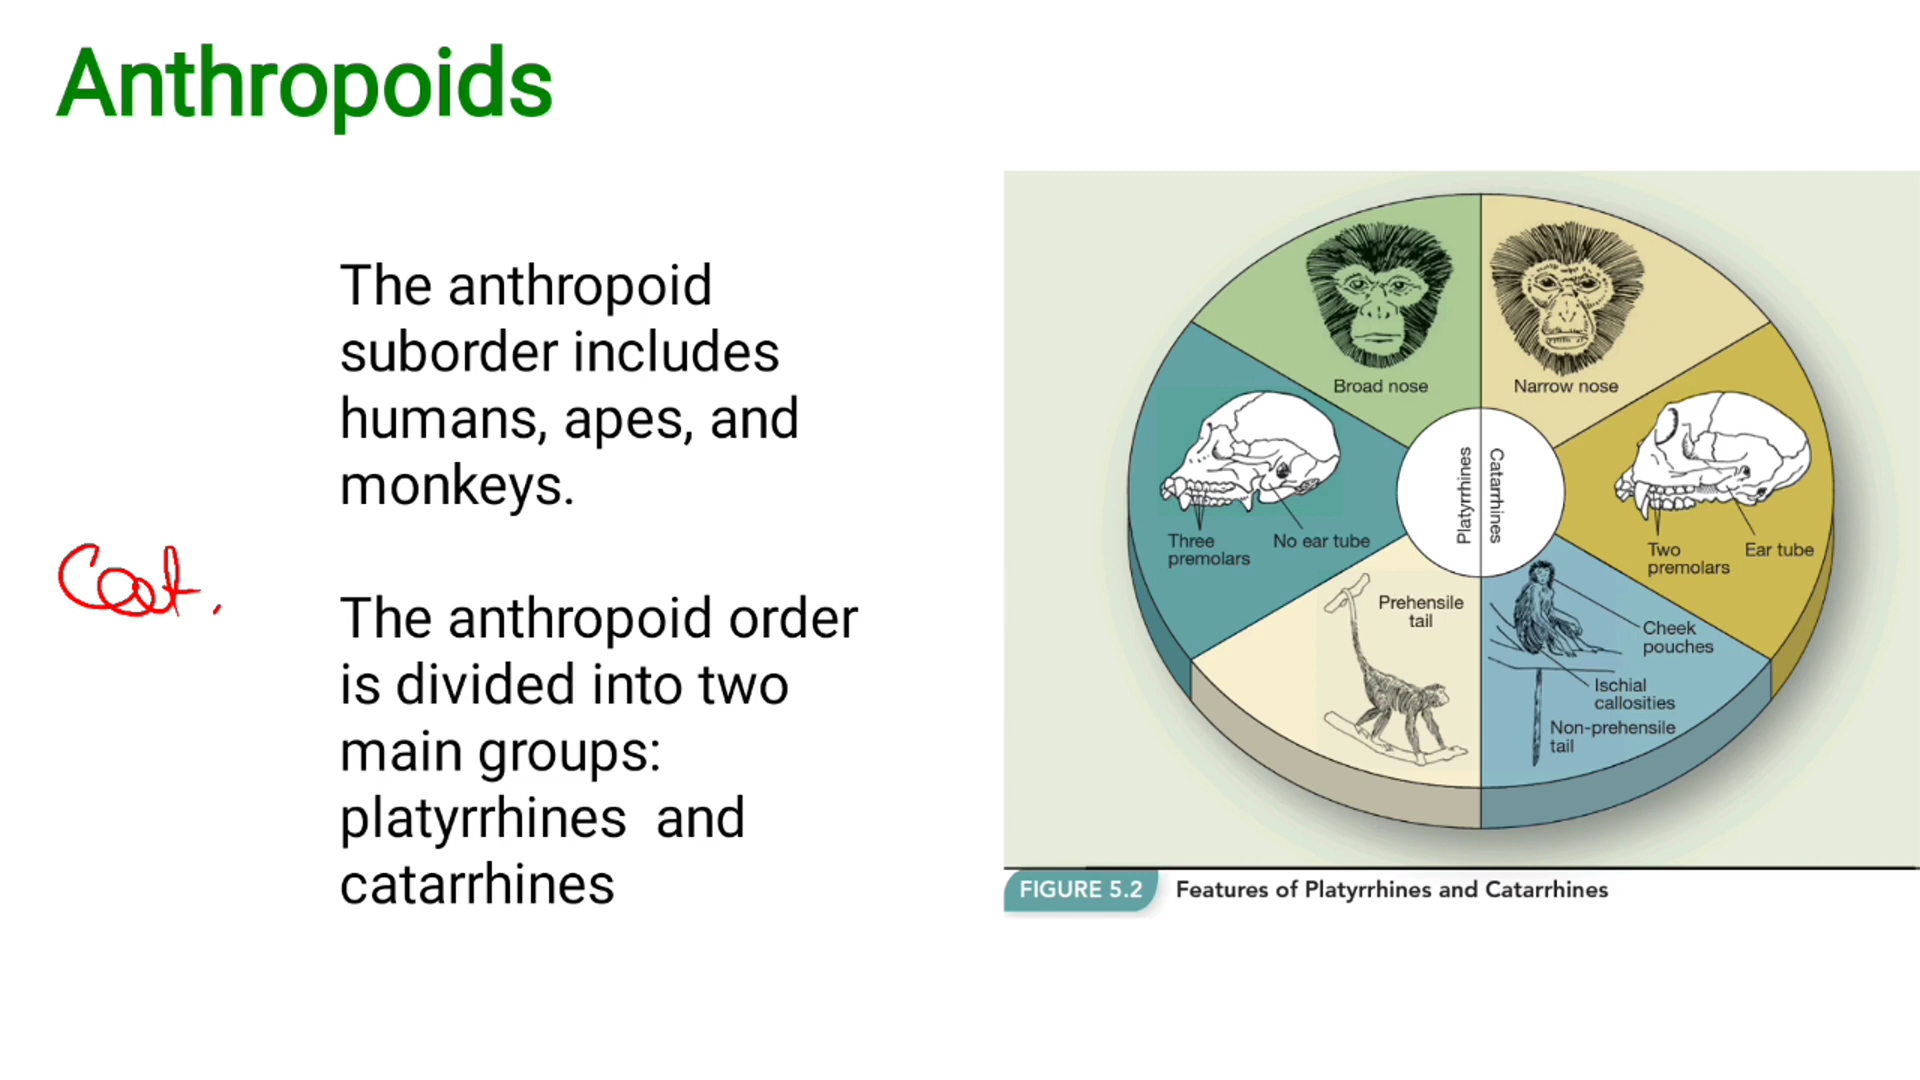 Anthropoids
The anthropoid
suborder includes
humans, apes, and
monkeys.
Cat.
The anthropoid order
is divided into two
main groups:
platyrrhines and
catarrhines
Broad nose
Narrow nose
Platyrrhines
Catarrhines
Three
premolars
No ear tube
Two
premolars
Ear tube
Prehensile
tail
Cheek
pouches
Ischial
callosities
Non-prehensile
tail
FIGURE 5.2 Features of Platyrrhines and Catarrhines